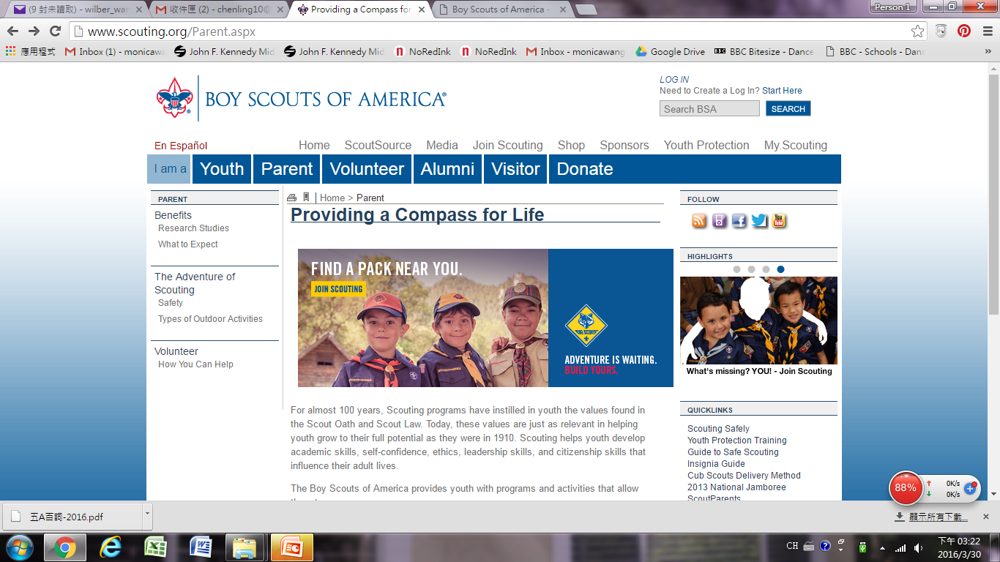 (9 封未讀取) - wilber_wan
收件匣 (2) - chenling10@
Providing a Compass for
Boy Scouts of America -
Person 1
www.scouting.org/Parent.aspx
應用程式
Inbox (1) - monicawa
John F. Kennedy Mid
John F. Kennedy Mid
NoRedInk
NoRedInk
Inbox - monicawang
Google Drive
BBC Bitesize - Dance
BBC - Schools - Danc
BOY SCOUTS OF AMERICA®
LOG IN
Need to Create a Log In? Start Here
Search BSA
SEARCH
En Español
Home ScoutSource Media Join Scouting Shop Sponsors Youth Protection My.Scouting
I am a Youth Parent Volunteer Alumni Visitor Donate
PARENT
Benefits
Research Studies
What to Expect
The Adventure of
Scouting
Safety
Types of Outdoor Activities
Volunteer
How You Can Help
Home > Parent
Providing a Compass for Life
FIND A PACK NEAR YOU.
JOIN SCOUTING
CUB SCOUTS
ADVENTURE IS WAITING.
BUILD YOURS.
For almost 100 years, Scouting programs have instilled in youth the values found in
the Scout Oath and Scout Law. Today, these values are just as relevant in helping
youth grow to their full potential as they were in 1910. Scouting helps youth develop
academic skills, self-confidence, ethics, leadership skills, and citizenship skills that
influence their adult lives.
The Boy Scouts of America provides youth with programs and activities that allow
FOLLOW
You Tube
HIGHLIGHTS
What's missing? YOU! - Join Scouting
QUICKLINKS
Scouting Safely
Youth Protection Training
Guide to Safe Scouting
Insignia Guide
Cub Scouts Delivery Method
2013 National Jamboree
ScoutParents
88%
0K/s
0K/s
五A百詞-2016.pdf
顯示所有下載...
CH
下午 03:22
2016/3/30